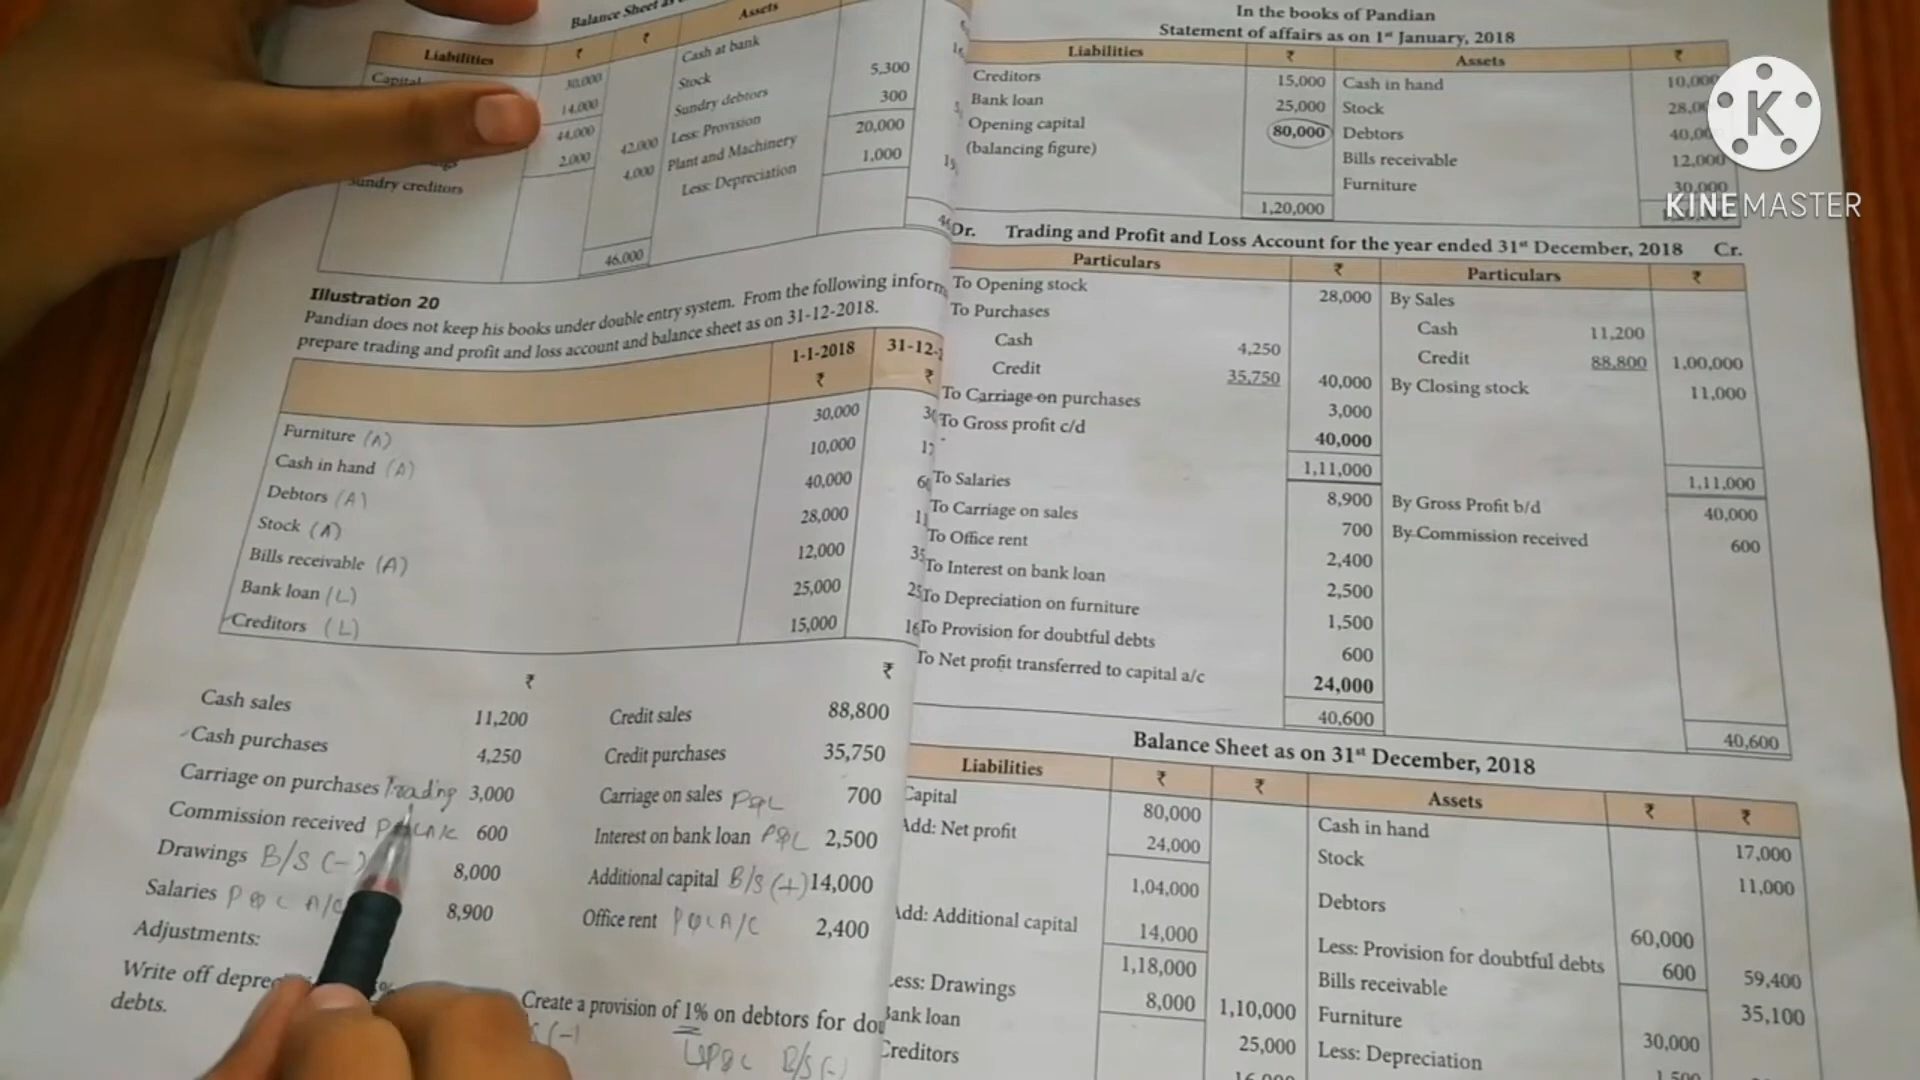 Balance Sheet as
Liabilities ₹ ₹ Assets
Capital 30,000 Cash at bank
14,000 Stock 5,300
44,000 Sundry debtors 300
2,000 42,000 Less: Provision 20,000
4,000 Plant and Machinery 1,000
Sundry creditors Less: Depreciation
46,000
Illustration 20
Pandian does not keep his books under double entry system. From the following inform
prepare trading and profit and loss account and balance sheet as on 31-12-2018.
1-1-2018 31-12-
₹ ₹
Furniture (A) 30,000
Cash in hand (A) 10,000
Debtors (A) 40,000
Stock (A) 28,000
Bills receivable (A) 12,000
Bank loan (L) 25,000
Creditors (L) 15,000
₹ ₹
Cash sales 11,200 Credit sales 88,800
Cash purchases 4,250 Credit purchases 35,750
Carriage on purchases Trading 3,000 Carriage on sales P&L 700
Commission received 600 Interest on bank loan P&L 2,500
Drawings B/S (-) 8,000 Additional capital B/S (+) 14,000
Salaries P&L A/C 8,900 Office rent P&L A/C 2,400
Adjustments:
Write off depre Create a provision of 1% on debtors for dou
debts.
P&L B/S (-)
In the books of Pandian
Statement of affairs as on 1st January, 2018
Liabilities ₹ Assets ₹
Creditors 15,000 Cash in hand 10,000
Bank loan 25,000 Stock 28,0
Opening capital 80,000 Debtors 40,0
(balancing figure) Bills receivable 12,000
Furniture 30,000
1,20,000
Dr. Trading and Profit and Loss Account for the year ended 31st December, 2018 Cr.
Particulars ₹ Particulars ₹
To Opening stock 28,000 By Sales
To Purchases Cash 11,200
Cash 4,250 Credit 88,800 1,00,000
Credit 35,750 40,000 By Closing stock 11,000
To Carriage on purchases 3,000
To Gross profit c/d 40,000
1,11,000 1,11,000
To Salaries 8,900 By Gross Profit b/d 40,000
To Carriage on sales 700 By Commission received 600
To Office rent 2,400
To Interest on bank loan 2,500
To Depreciation on furniture 1,500
To Provision for doubtful debts 600
To Net profit transferred to capital a/c 24,000
40,600 40,600
Balance Sheet as on 31st December, 2018
Liabilities ₹ ₹ Assets ₹ ₹
Capital 80,000 Cash in hand 17,000
Add: Net profit 24,000 Stock 11,000
1,04,000 Debtors 60,000
Add: Additional capital 14,000 Less: Provision for doubtful debts 600 59,400
1,18,000 Bills receivable 35,100
Less: Drawings 8,000 1,10,000 Furniture 30,000
Bank loan 25,000 Less: Depreciation 1,500
Creditors
K
KINEMASTER